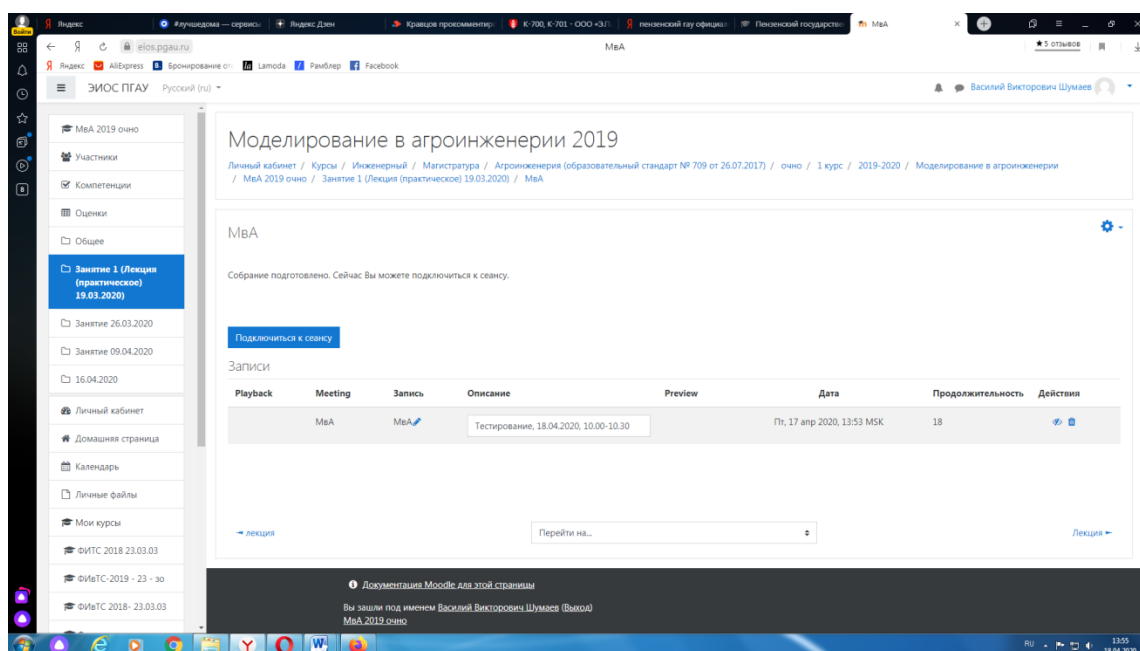 Войти
Яндекс
#лучшедома — сервисы
Яндекс Дзен
Кравцов прокомментир
К-700, К-701 - ООО «ЗЛ
пензенский гау официал
Пензенский государстве
МвА
eios.pgau.ru
МвА
★ 5 отзывов
Яндекс
AliExpress
Бронирование от
Lamoda
Рамблер
Facebook
ЭИОС ПГАУ
Русский (ru)
Василий Викторович Шумаев
МвА 2019 очно
Участники
Компетенции
Оценки
Общее
Занятие 1 (Лекция
(практическое)
19.03.2020)
Занятие 26.03.2020
Занятие 09.04.2020
16.04.2020
Личный кабинет
Домашняя страница
Календарь
Личные файлы
Мои курсы
ФИТС 2018 23.03.03
ФИвТС-2019 - 23 - зо
ФИвТС 2018- 23.03.03
Моделирование в агроинженерии 2019
Личный кабинет / Курсы / Инженерный / Магистратура / Агроинженерия (образовательный стандарт № 709 от 26.07.2017) / очно / 1 курс / 2019-2020 / Моделирование в агроинженерии
/ МвА 2019 очно / Занятие 1 (Лекция (практическое) 19.03.2020) / МвА
МвА
Собрание подготовлено. Сейчас Вы можете подключиться к сеансу.
Подключиться к сеансу
Записи
Playback Meeting Запись Описание Preview Дата Продолжительность Действия
МвА МвА Тестирование, 18.04.2020, 10.00-10.30 Пт, 17 апр 2020, 13:53 MSK 18
◄ лекция
Перейти на...
Лекция ►
Документация Moodle для этой страницы
Вы зашли под именем Василий Викторович Шумаев (Выход)
МвА 2019 очно
RU
13:55
18.04.2020